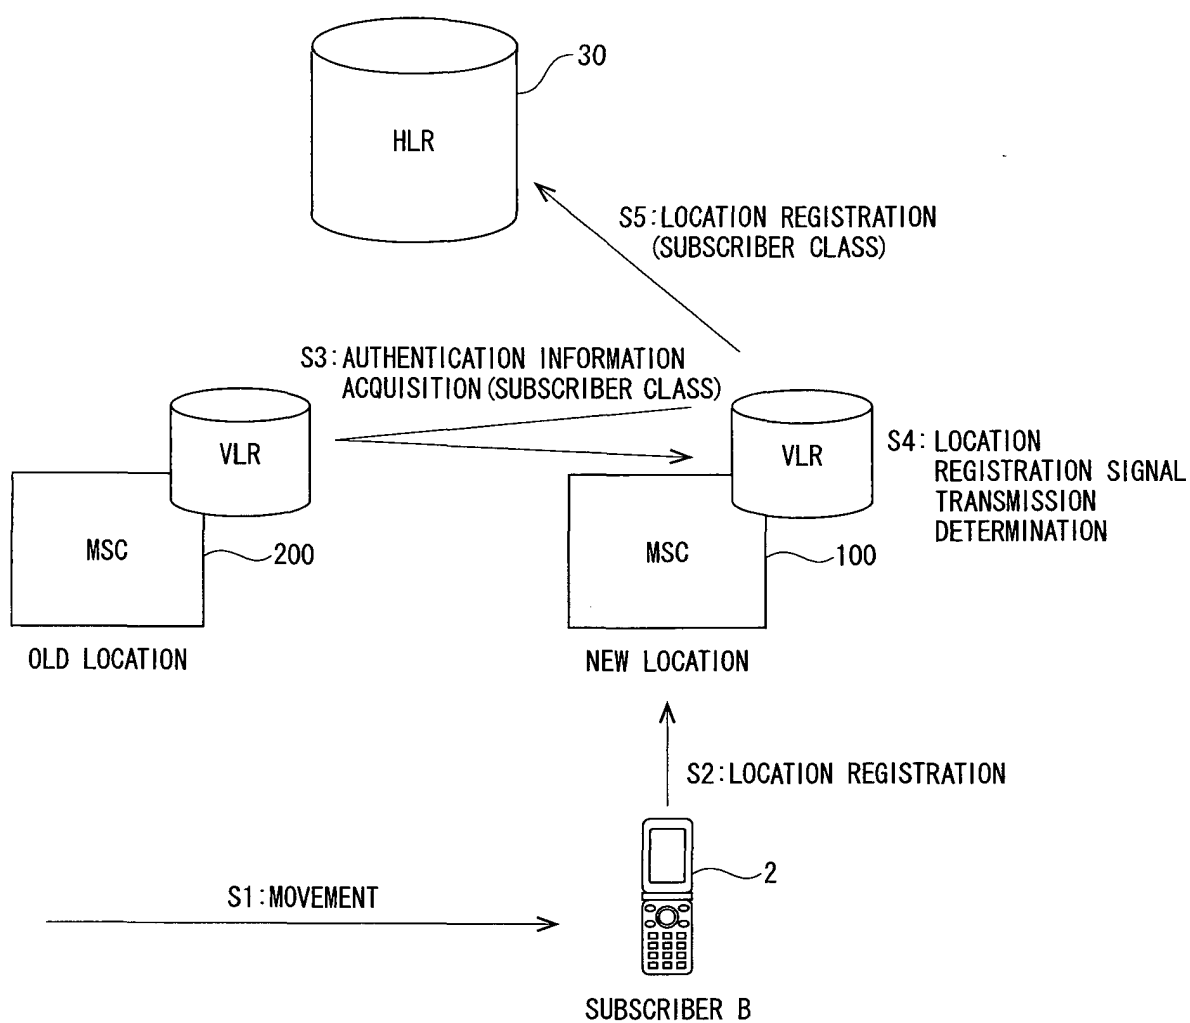 30
HLR
S5:LOCATION REGISTRATION
(SUBSCRIBER CLASS)
S3:AUTHENTICATION INFORMATION
ACQUISITION(SUBSCRIBER CLASS)
VLR
VLR
S4:LOCATION
REGISTRATION SIGNAL
TRANSMISSION
DETERMINATION
MSC
200
MSC
100
OLD LOCATION
NEW LOCATION
S2:LOCATION REGISTRATION
2
S1:MOVEMENT
SUBSCRIBER B